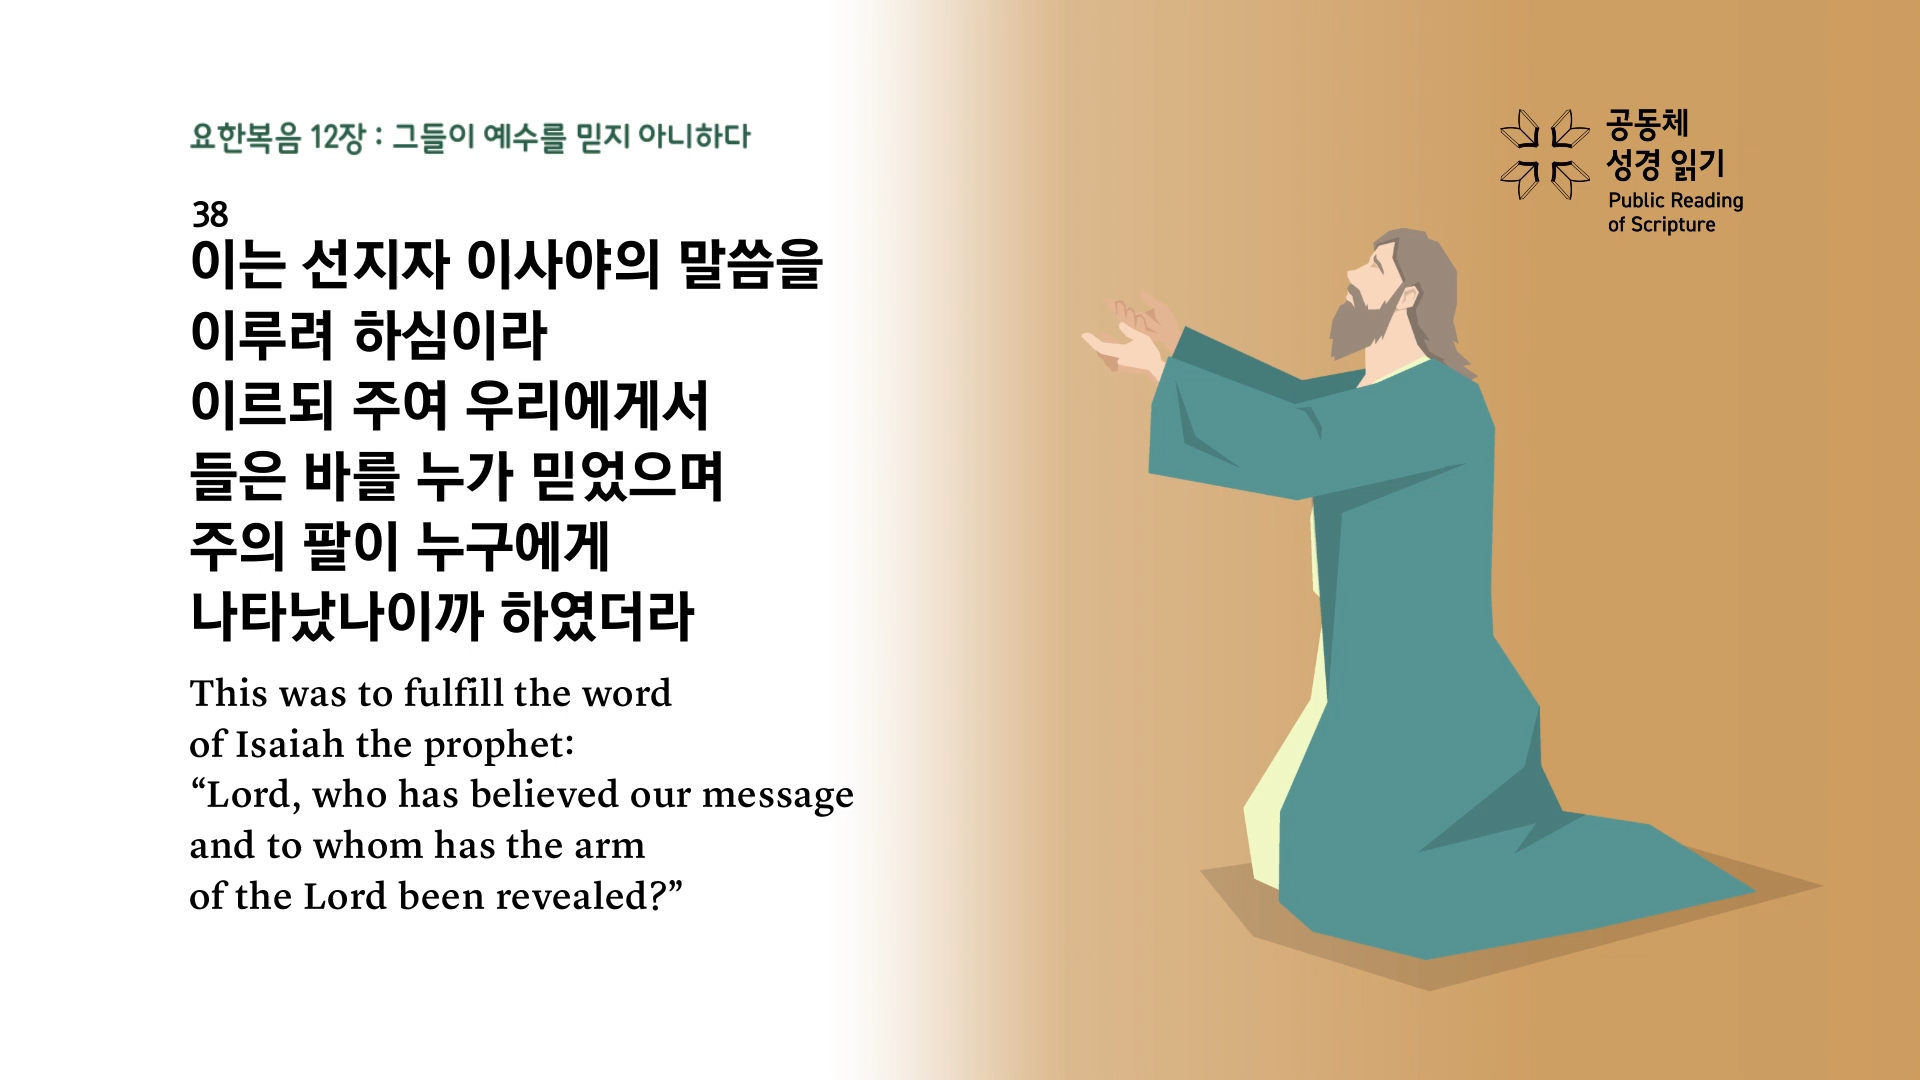 요한복음 12장 : 그들이 예수를 믿지 아니하다
38
이는 선지자 이사야의 말씀을
이루려 하심이라
이르되 주여 우리에게서
들은 바를 누가 믿었으며
주의 팔이 누구에게
나타났나이까 하였더라
This was to fulfill the word
of Isaiah the prophet:
“Lord, who has believed our message
and to whom has the arm
of the Lord been revealed?”
공동체
성경 읽기
Public Reading
of Scripture